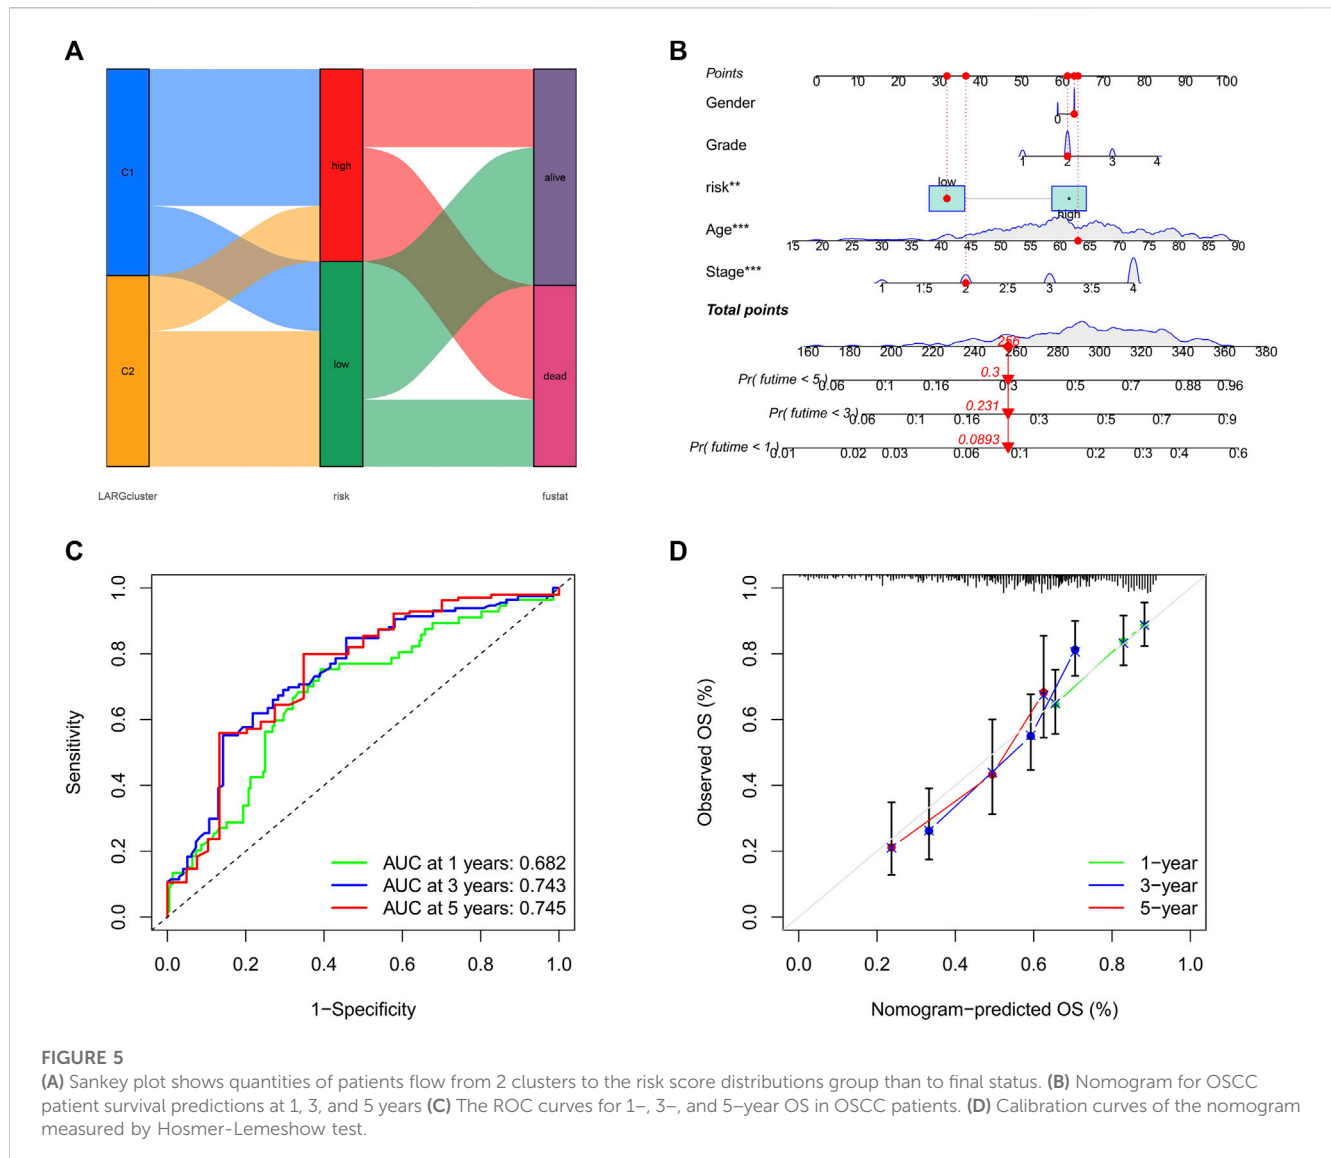 A
C1
C2
high
low
alive
dead
LARGcluster risk fustat
B
Points
0 10 20 30 40 50 60 70 80 90 100
Gender
0
Grade
1 2 3 4
risk**
low
high
Age***
15 20 25 30 35 40 45 50 55 60 65 70 75 80 85 90
Stage***
1 1.5 2 2.5 3 3.5 4
Total points
256
160 180 200 220 240 260 280 300 320 340 360 380
0.3
Pr( futime < 5 )
0.06 0.1 0.16 0.3 0.5 0.7 0.88 0.96
0.231
Pr( futime < 3 )
0.06 0.1 0.16 0.3 0.5 0.7 0.9
0.0893
Pr( futime < 1 )
0.01 0.02 0.03 0.06 0.1 0.2 0.3 0.4 0.6
C
Sensitivity
1.0
0.8
0.6
0.4
0.2
0.0
AUC at 1 years: 0.682
AUC at 3 years: 0.743
AUC at 5 years: 0.745
0.0 0.2 0.4 0.6 0.8 1.0
1−Specificity
D
Observed OS (%)
1.0
0.8
0.6
0.4
0.2
0.0
1−year
3−year
5−year
0.0 0.2 0.4 0.6 0.8 1.0
Nomogram−predicted OS (%)
FIGURE 5
(A) Sankey plot shows quantities of patients flow from 2 clusters to the risk score distributions group than to final status. (B) Nomogram for OSCC
patient survival predictions at 1, 3, and 5 years (C) The ROC curves for 1–, 3–, and 5–year OS in OSCC patients. (D) Calibration curves of the nomogram
measured by Hosmer-Lemeshow test.